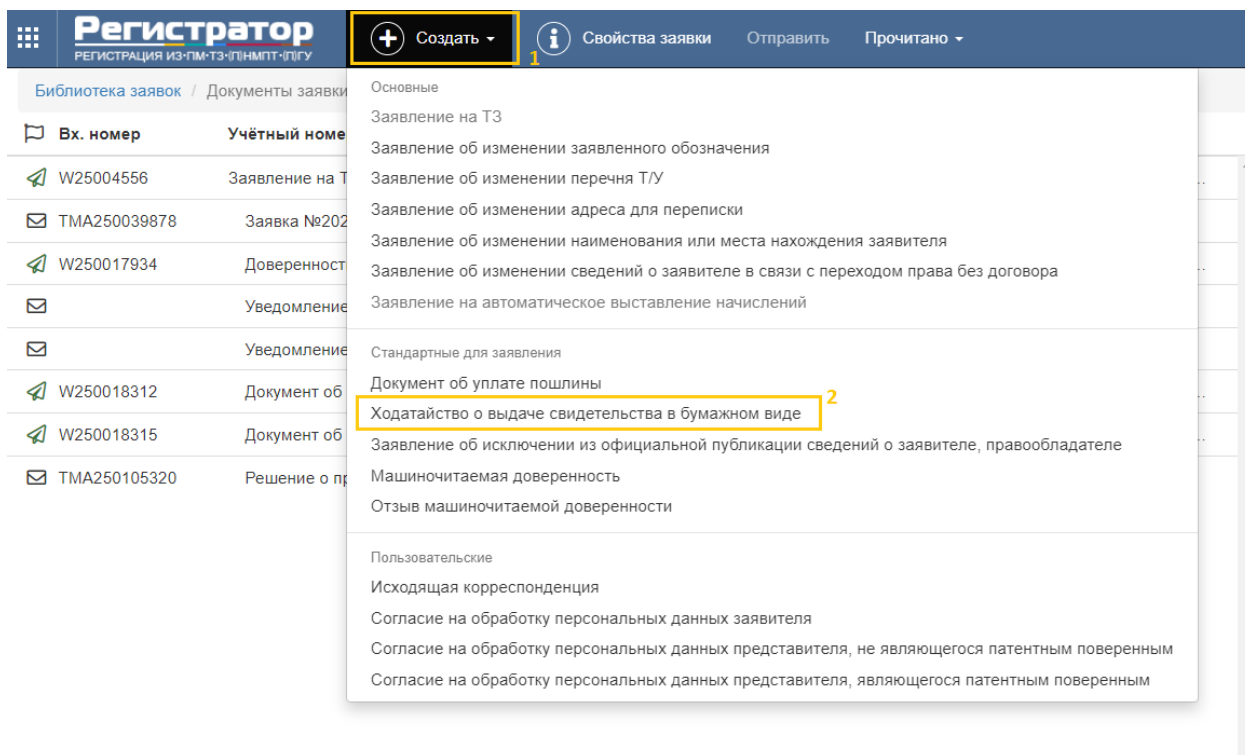 Регистратор
РЕГИСТРАЦИЯ ИЗ•ПМ•ТЗ•(П)НМПТ•(П)ГУ
Создать
1
Свойства заявки
Отправить
Прочитано
Библиотека заявок / Документы заявки
Вх. номер
Учётный номе
W25004556 Заявление на Т
TMA250039878 Заявка №202
W250017934 Доверенност
Уведомление
Уведомление
W250018312 Документ об
W250018315 Документ об
TMA250105320 Решение о пр
Основные
Заявление на ТЗ
Заявление об изменении заявленного обозначения
Заявление об изменении перечня Т/У
Заявление об изменении адреса для переписки
Заявление об изменении наименования или места нахождения заявителя
Заявление об изменении сведений о заявителе в связи с переходом права без договора
Заявление на автоматическое выставление начислений
Стандартные для заявления
Документ об уплате пошлины
2
Ходатайство о выдаче свидетельства в бумажном виде
Заявление об исключении из официальной публикации сведений о заявителе, правообладателе
Машиночитаемая доверенность
Отзыв машиночитаемой доверенности
Пользовательские
Исходящая корреспонденция
Согласие на обработку персональных данных заявителя
Согласие на обработку персональных данных представителя, не являющегося патентным поверенным
Согласие на обработку персональных данных представителя, являющегося патентным поверенным